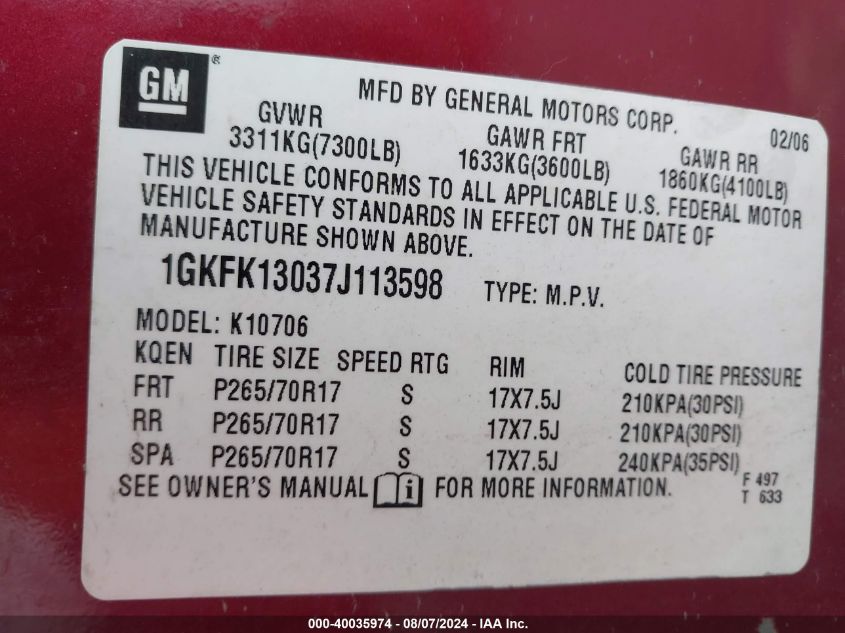 GM®
MFD BY GENERAL MOTORS CORP. 02/06
GVWR GAWR FRT GAWR RR
3311KG(7300LB) 1633KG(3600LB) 1860KG(4100LB)
THIS VEHICLE CONFORMS TO ALL APPLICABLE U.S. FEDERAL MOTOR
VEHICLE SAFETY STANDARDS IN EFFECT ON THE DATE OF
MANUFACTURE SHOWN ABOVE.
1GKFK13037J113598 TYPE: M.P.V.
MODEL: K10706
KQEN TIRE SIZE SPEED RTG RIM COLD TIRE PRESSURE
FRT P265/70R17 S 17X7.5J 210KPA(30PSI)
RR P265/70R17 S 17X7.5J 210KPA(30PSI)
SPA P265/70R17 S 17X7.5J 240KPA(35PSI)
SEE OWNER'S MANUAL i FOR MORE INFORMATION. F 497
T 633
000-40035974 - 08/07/2024 - IAA Inc.